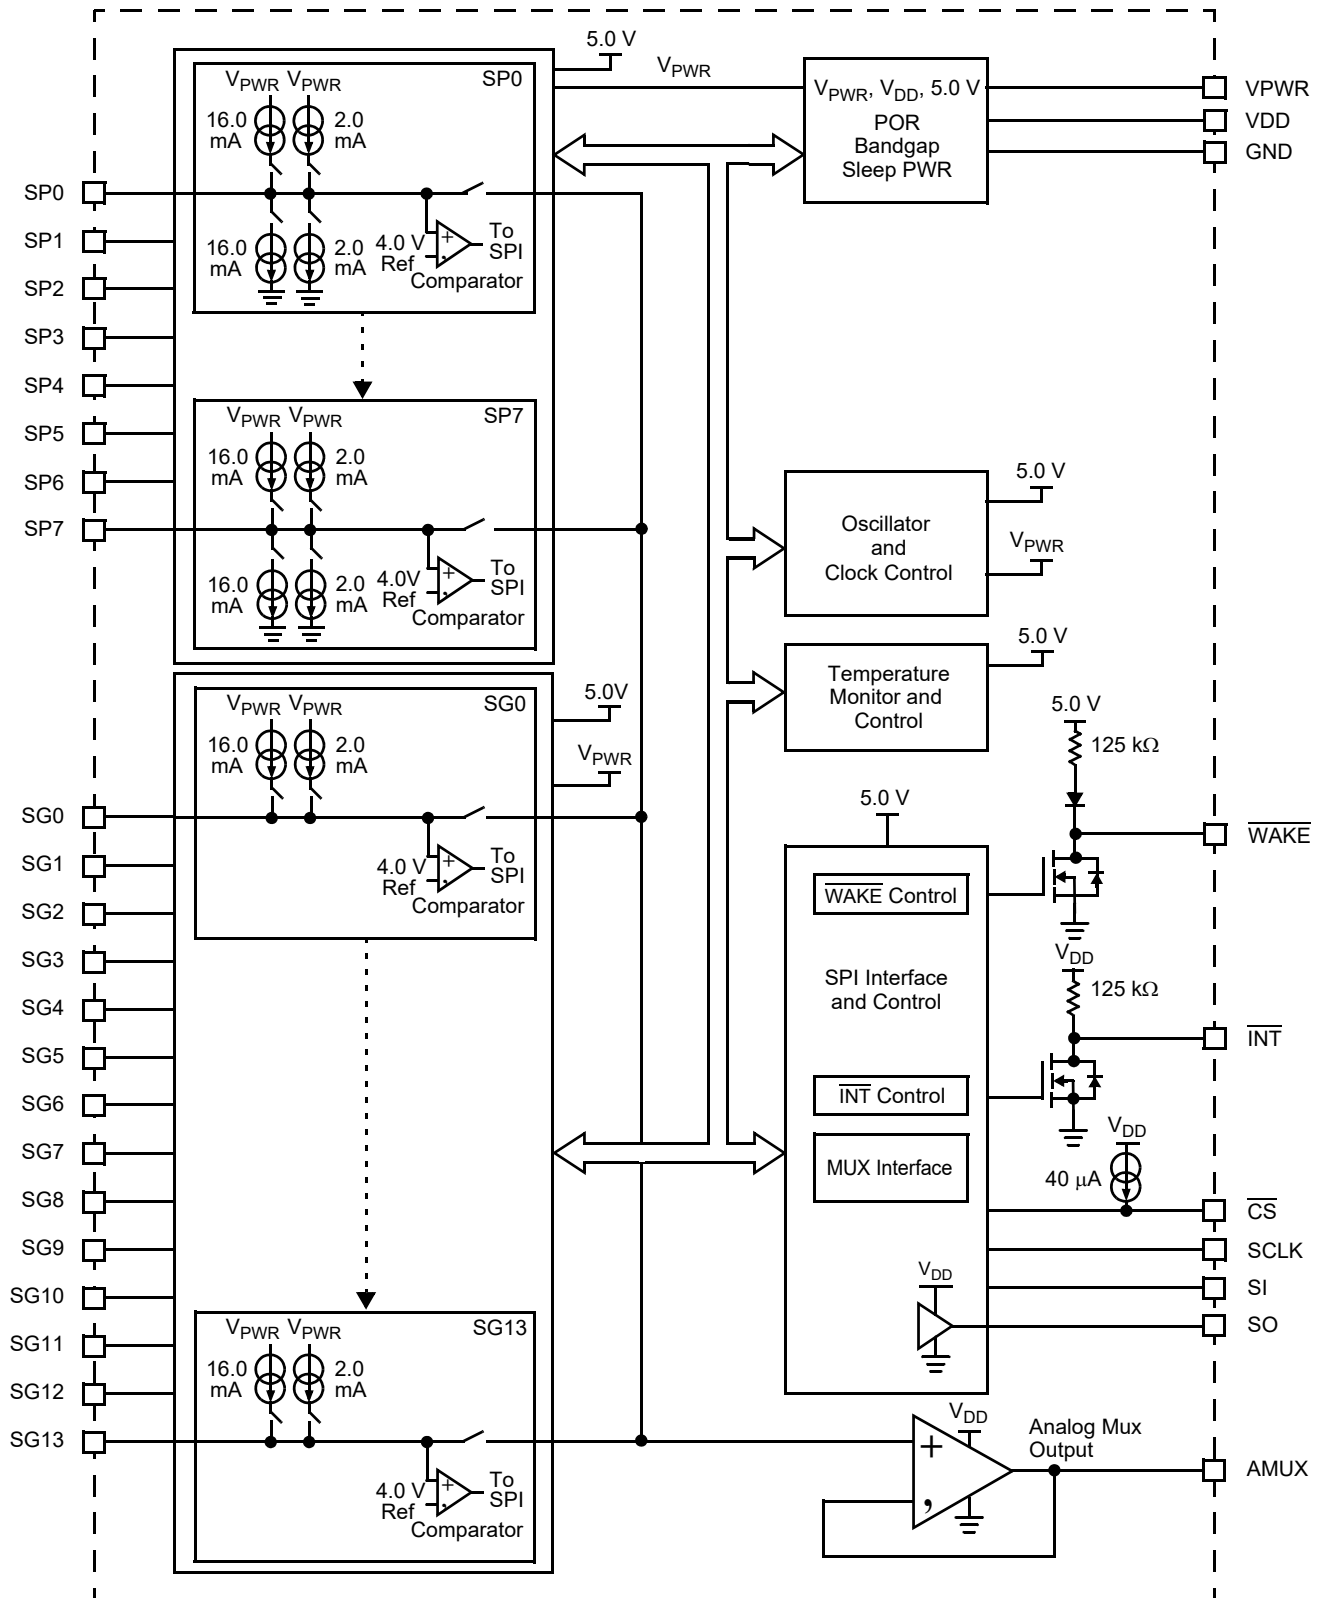 5.0 V
VPWR
VPWR VPWR SP0
16.0 mA
2.0 mA
16.0 mA
2.0 mA
4.0 V Ref
+
-
To SPI
Comparator
VPWR, VDD, 5.0 V
POR
Bandgap
Sleep PWR
VPWR
VDD
GND
SP0
SP1
SP2
SP3
SP4
SP5
SP6
SP7
VPWR VPWR SP7
16.0 mA
2.0 mA
16.0 mA
2.0 mA
4.0V Ref
+
-
To SPI
Comparator
5.0 V
VPWR
Oscillator
and
Clock Control
5.0 V
Temperature
Monitor and
Control
5.0V
VPWR
VPWR VPWR SG0
16.0 mA
2.0 mA
4.0 V Ref
+
-
To SPI
Comparator
SG0
SG1
SG2
SG3
SG4
SG5
SG6
SG7
SG8
SG9
SG10
SG11
SG12
SG13
5.0 V
125 kΩ
WAKE
5.0 V
WAKE Control
SPI Interface
and Control
VDD
125 kΩ
INT
INT Control
MUX Interface
VDD
40 μA
CS
SCLK
SI
SO
VDD
VPWR VPWR SG13
16.0 mA
2.0 mA
4.0 V Ref
+
-
To SPI
Comparator
VDD
+
,
Analog Mux
Output
AMUX